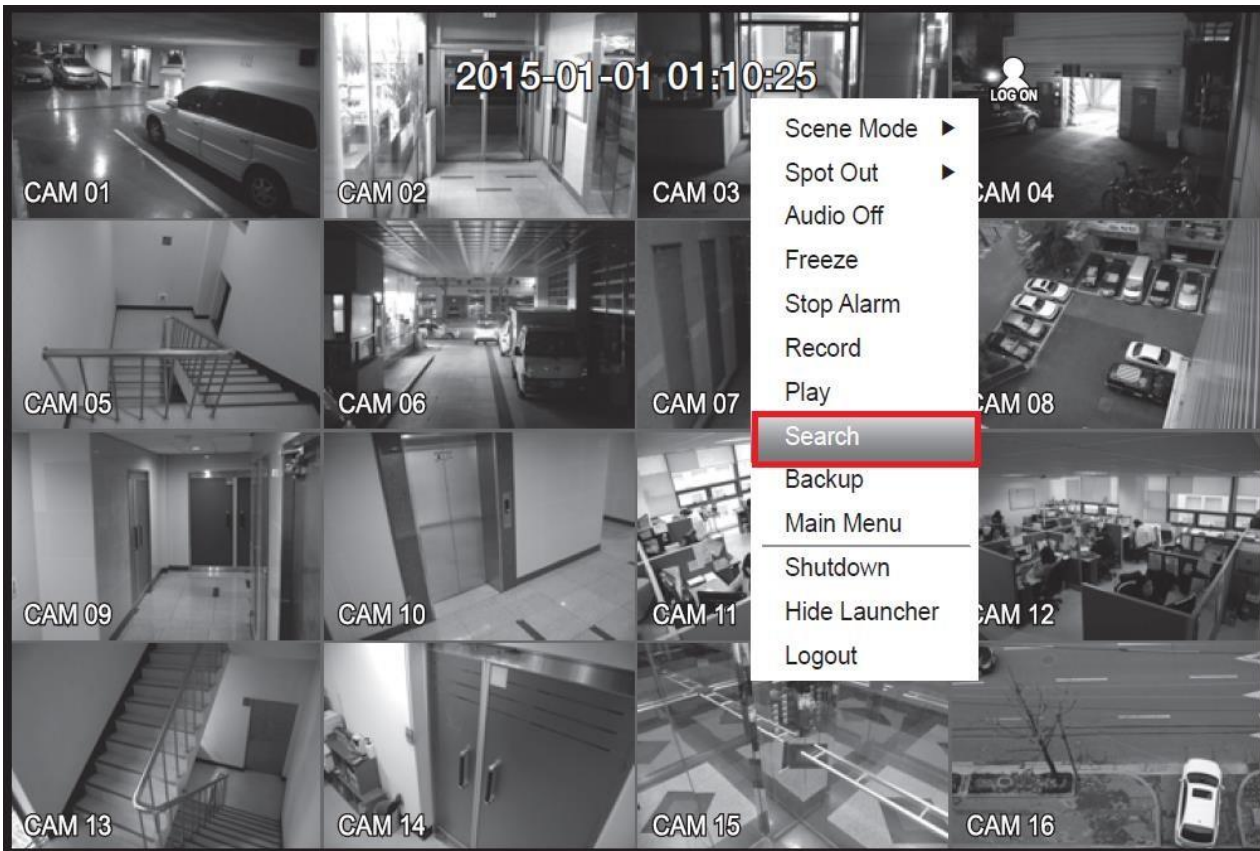 2015-01-01 01:10:25
LOG ON
CAM 01
CAM 02
CAM 03
CAM 04
CAM 05
CAM 06
CAM 07
CAM 08
CAM 09
CAM 10
CAM 11
CAM 12
CAM 13
CAM 14
CAM 15
CAM 16
Scene Mode
Spot Out
Audio Off
Freeze
Stop Alarm
Record
Play
Search
Backup
Main Menu
Shutdown
Hide Launcher
Logout